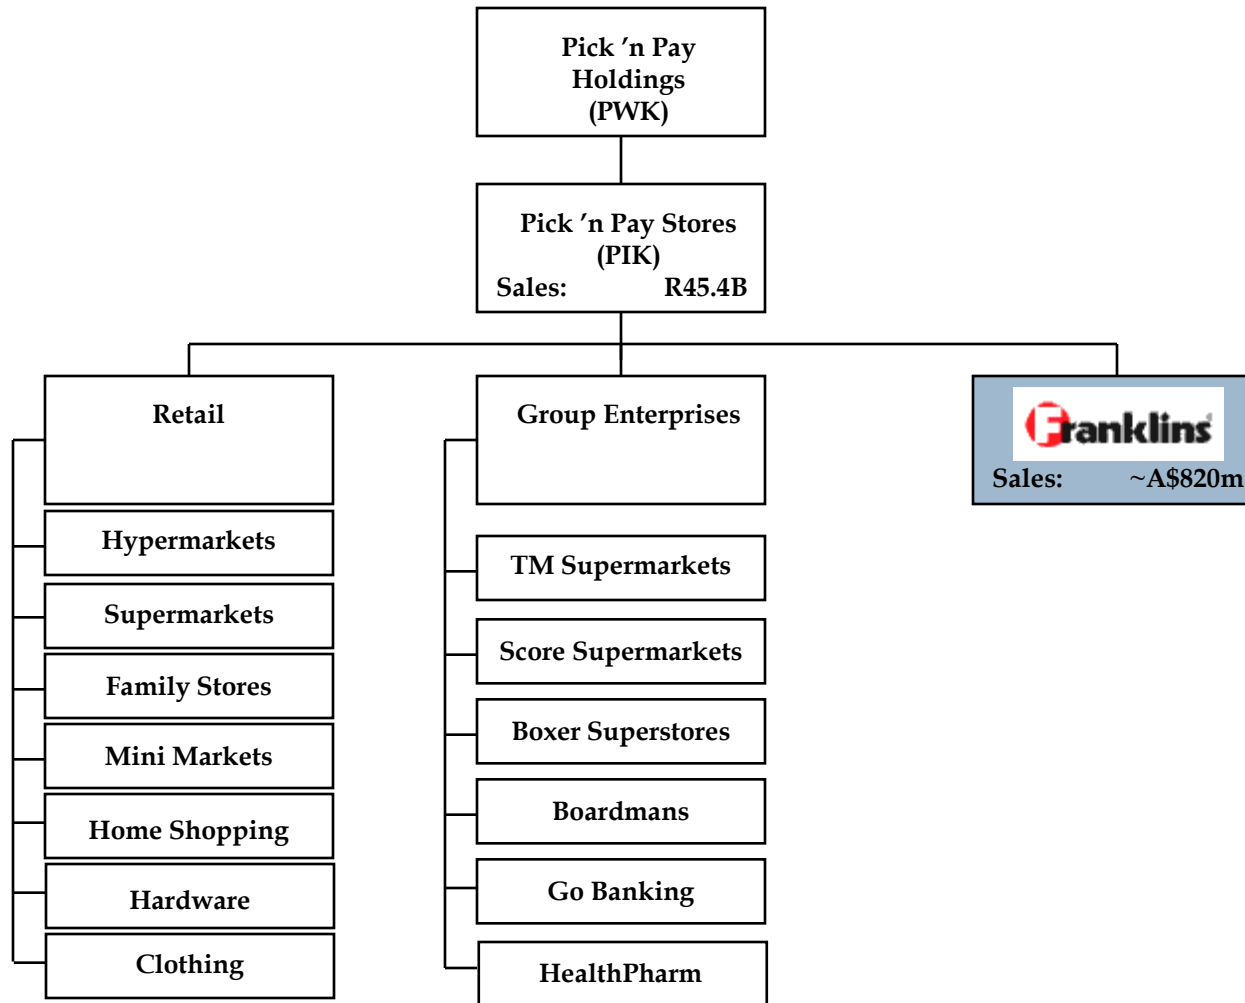 Pick ’n Pay
Holdings
(PWK)
Pick ’n Pay Stores
(PIK)
Sales: R45.4B
Retail
Hypermarkets
Supermarkets
Family Stores
Mini Markets
Home Shopping
Hardware
Clothing
Group Enterprises
TM Supermarkets
Score Supermarkets
Boxer Superstores
Boardmans
Go Banking
HealthPharm
Franklins
Sales: ~A$820m